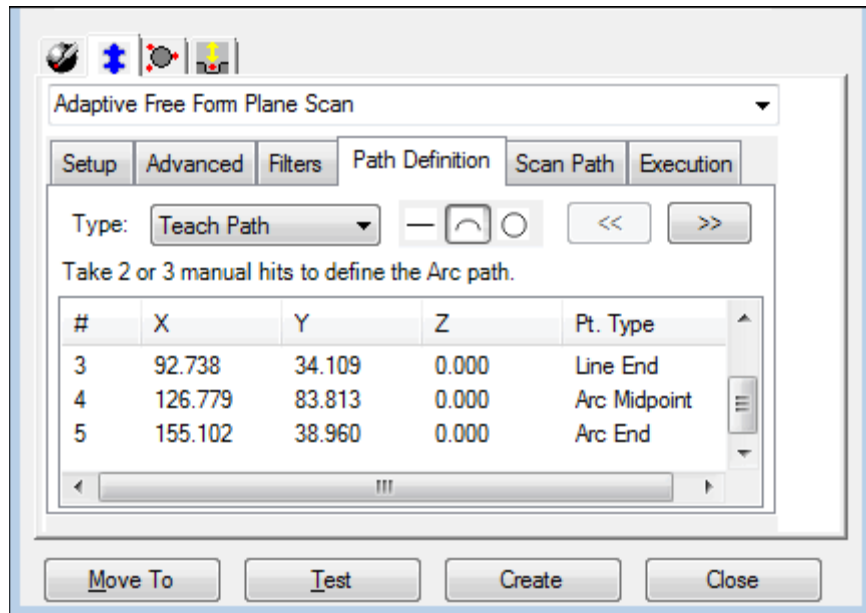 Adaptive Free Form Plane Scan
Setup Advanced Filters Path Definition Scan Path Execution
Type: Teach Path << >>
Take 2 or 3 manual hits to define the Arc path.
# X Y Z Pt. Type
3 92.738 34.109 0.000 Line End
4 126.779 83.813 0.000 Arc Midpoint
5 155.102 38.960 0.000 Arc End
Move To Test Create Close